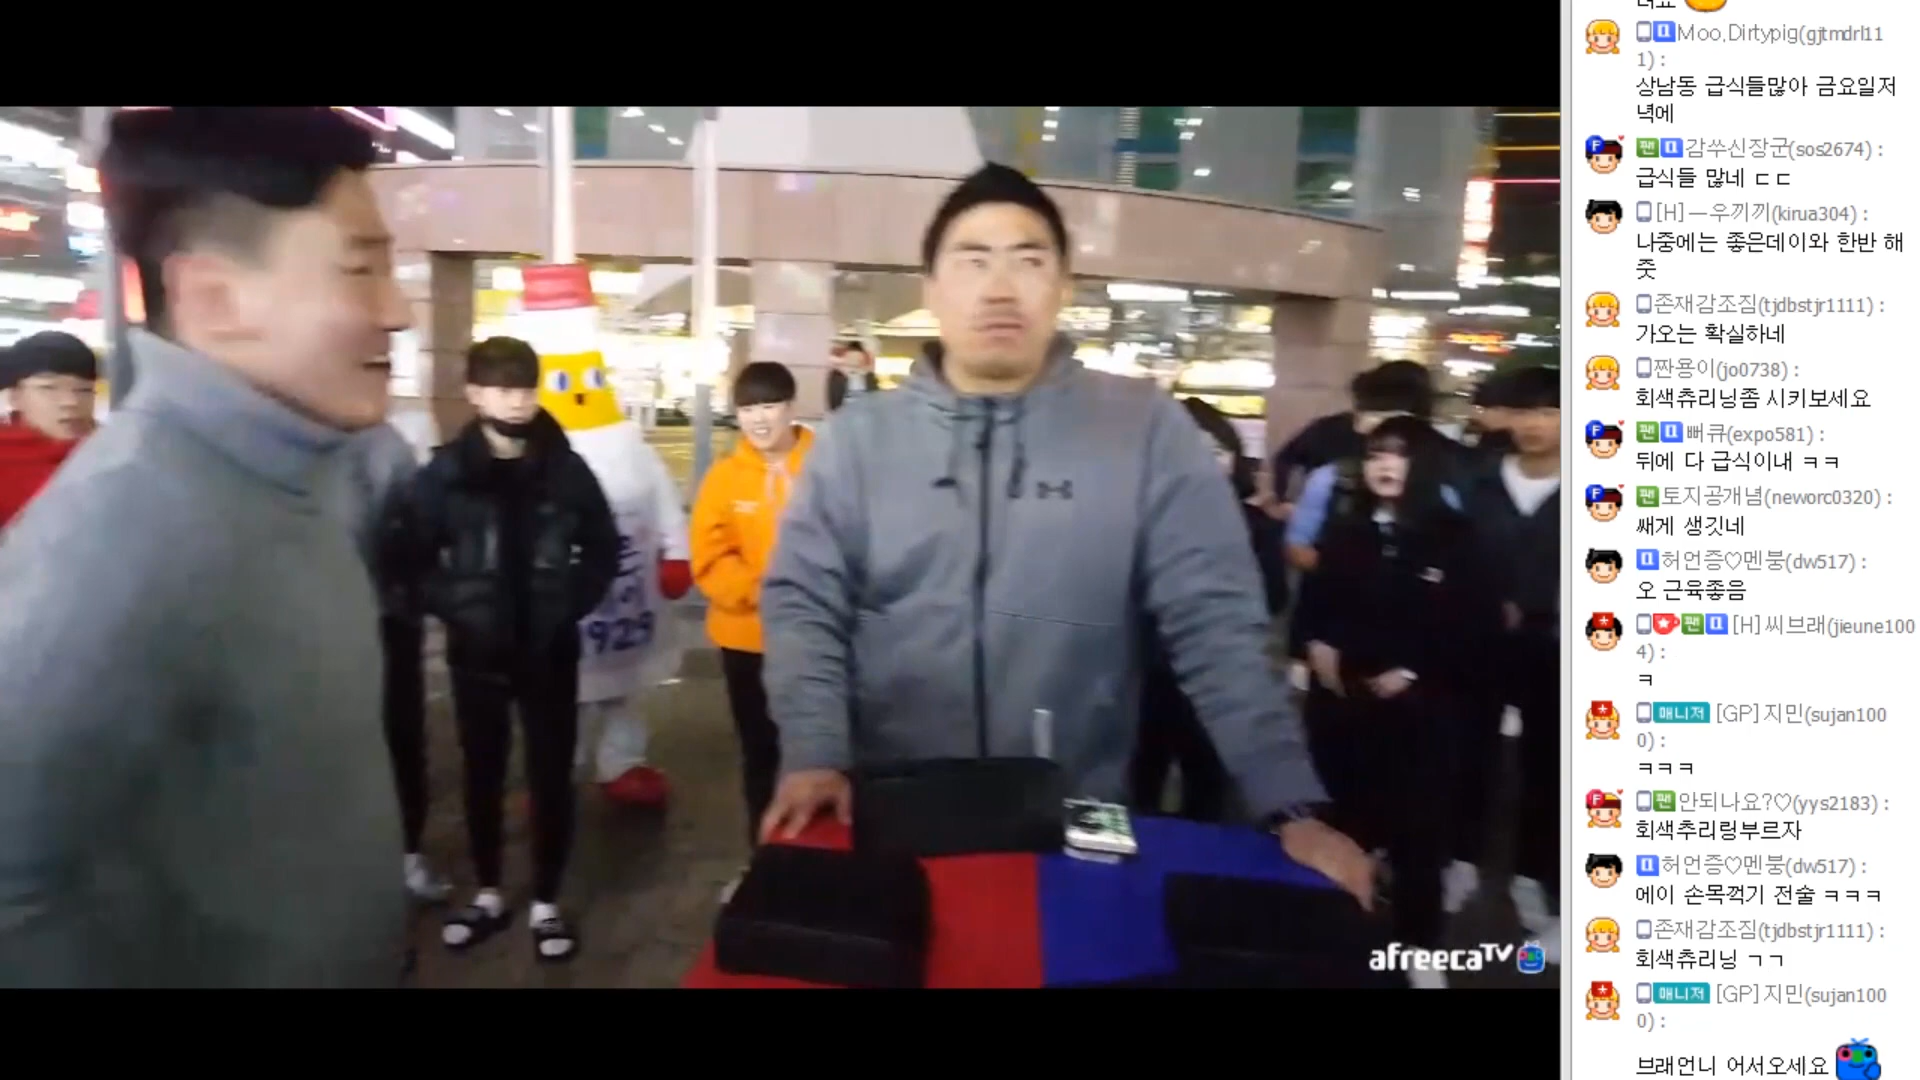 Moo,Dirtypig(gjtmdrl11
1) :
상남동 급식들많아 금요일저
녁에
팬 감쑤신장군(sos2674) :
급식들 많네 ㄷㄷ
[H]ㅡ우끼끼(kirua304) :
나중에는 좋은데이와 한반 해
줏
존재감조짐(tjdbstjr1111) :
가오는 확실하네
짠용이(jo0738) :
회색츄리닝좀 시키보세요
팬 뻐큐(expo581) :
뒤에 다 급식이내 ㅋㅋ
팬 토지공개념(neworc0320) :
쌔게 생깃네
허언증♡멘붕(dw517) :
오 근육좋음
팬 [H]씨브래(jieune100
4) :
ㅋ
매니저 [GP]지민(sujan100
0) :
ㅋㅋㅋ
팬 안되나요?♡(yys2183) :
회색추리링부르자
허언증♡멘붕(dw517) :
에이 손목꺽기 전술 ㅋㅋㅋ
존재감조짐(tjdbstjr1111) :
회색츄리닝 ㄱㄱ
매니저 [GP]지민(sujan100
0) :
브래언니 어서오세요
1929
afreecaTV